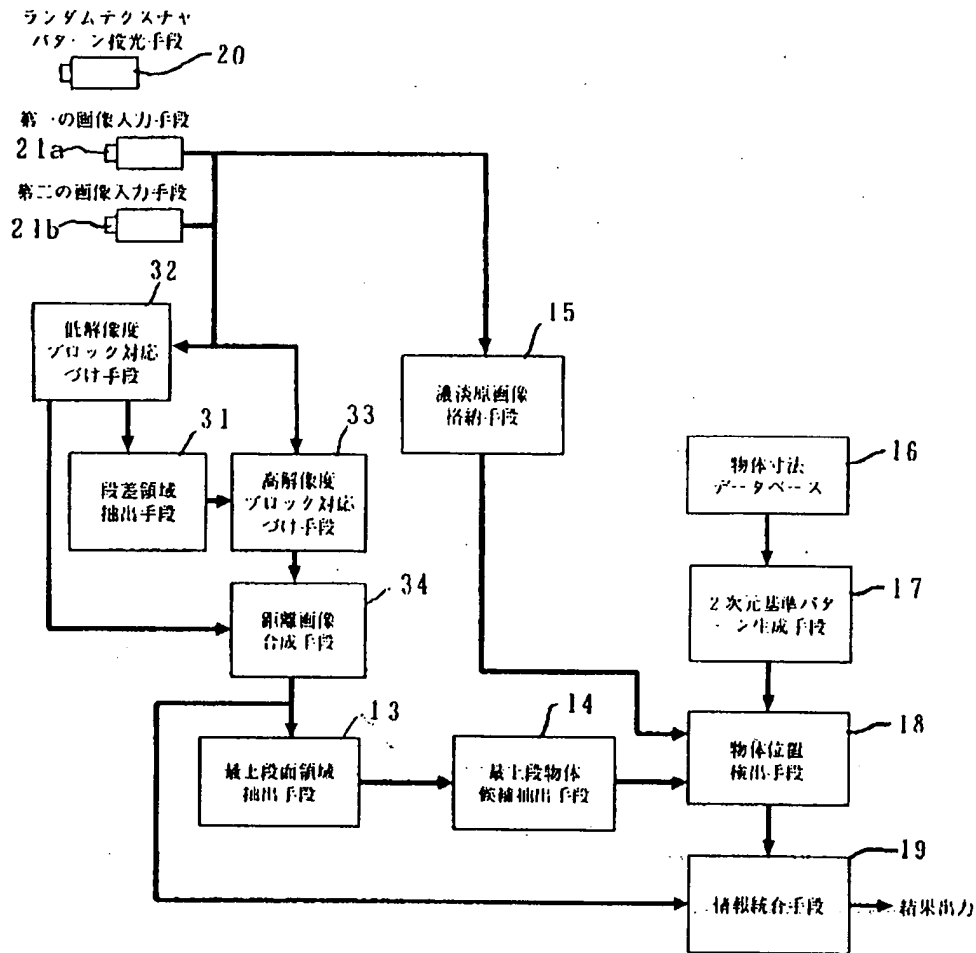 ランダムテクスチャ
パターン投光手段
20
第一の画像入力手段
21a
第二の画像入力手段
21b
32
低解像度
ブロック対応
づけ手段
15
濃淡原画像
格納手段
31
段差領域
抽出手段
33
高解像度
ブロック対応
づけ手段
16
物体寸法
データベース
34
距離画像
合成手段
17
2次元基準パタ
ーン生成手段
13
最上段面領域
抽出手段
14
最上段物体
候補抽出手段
18
物体位置
検出手段
19
情報統合手段
結果出力